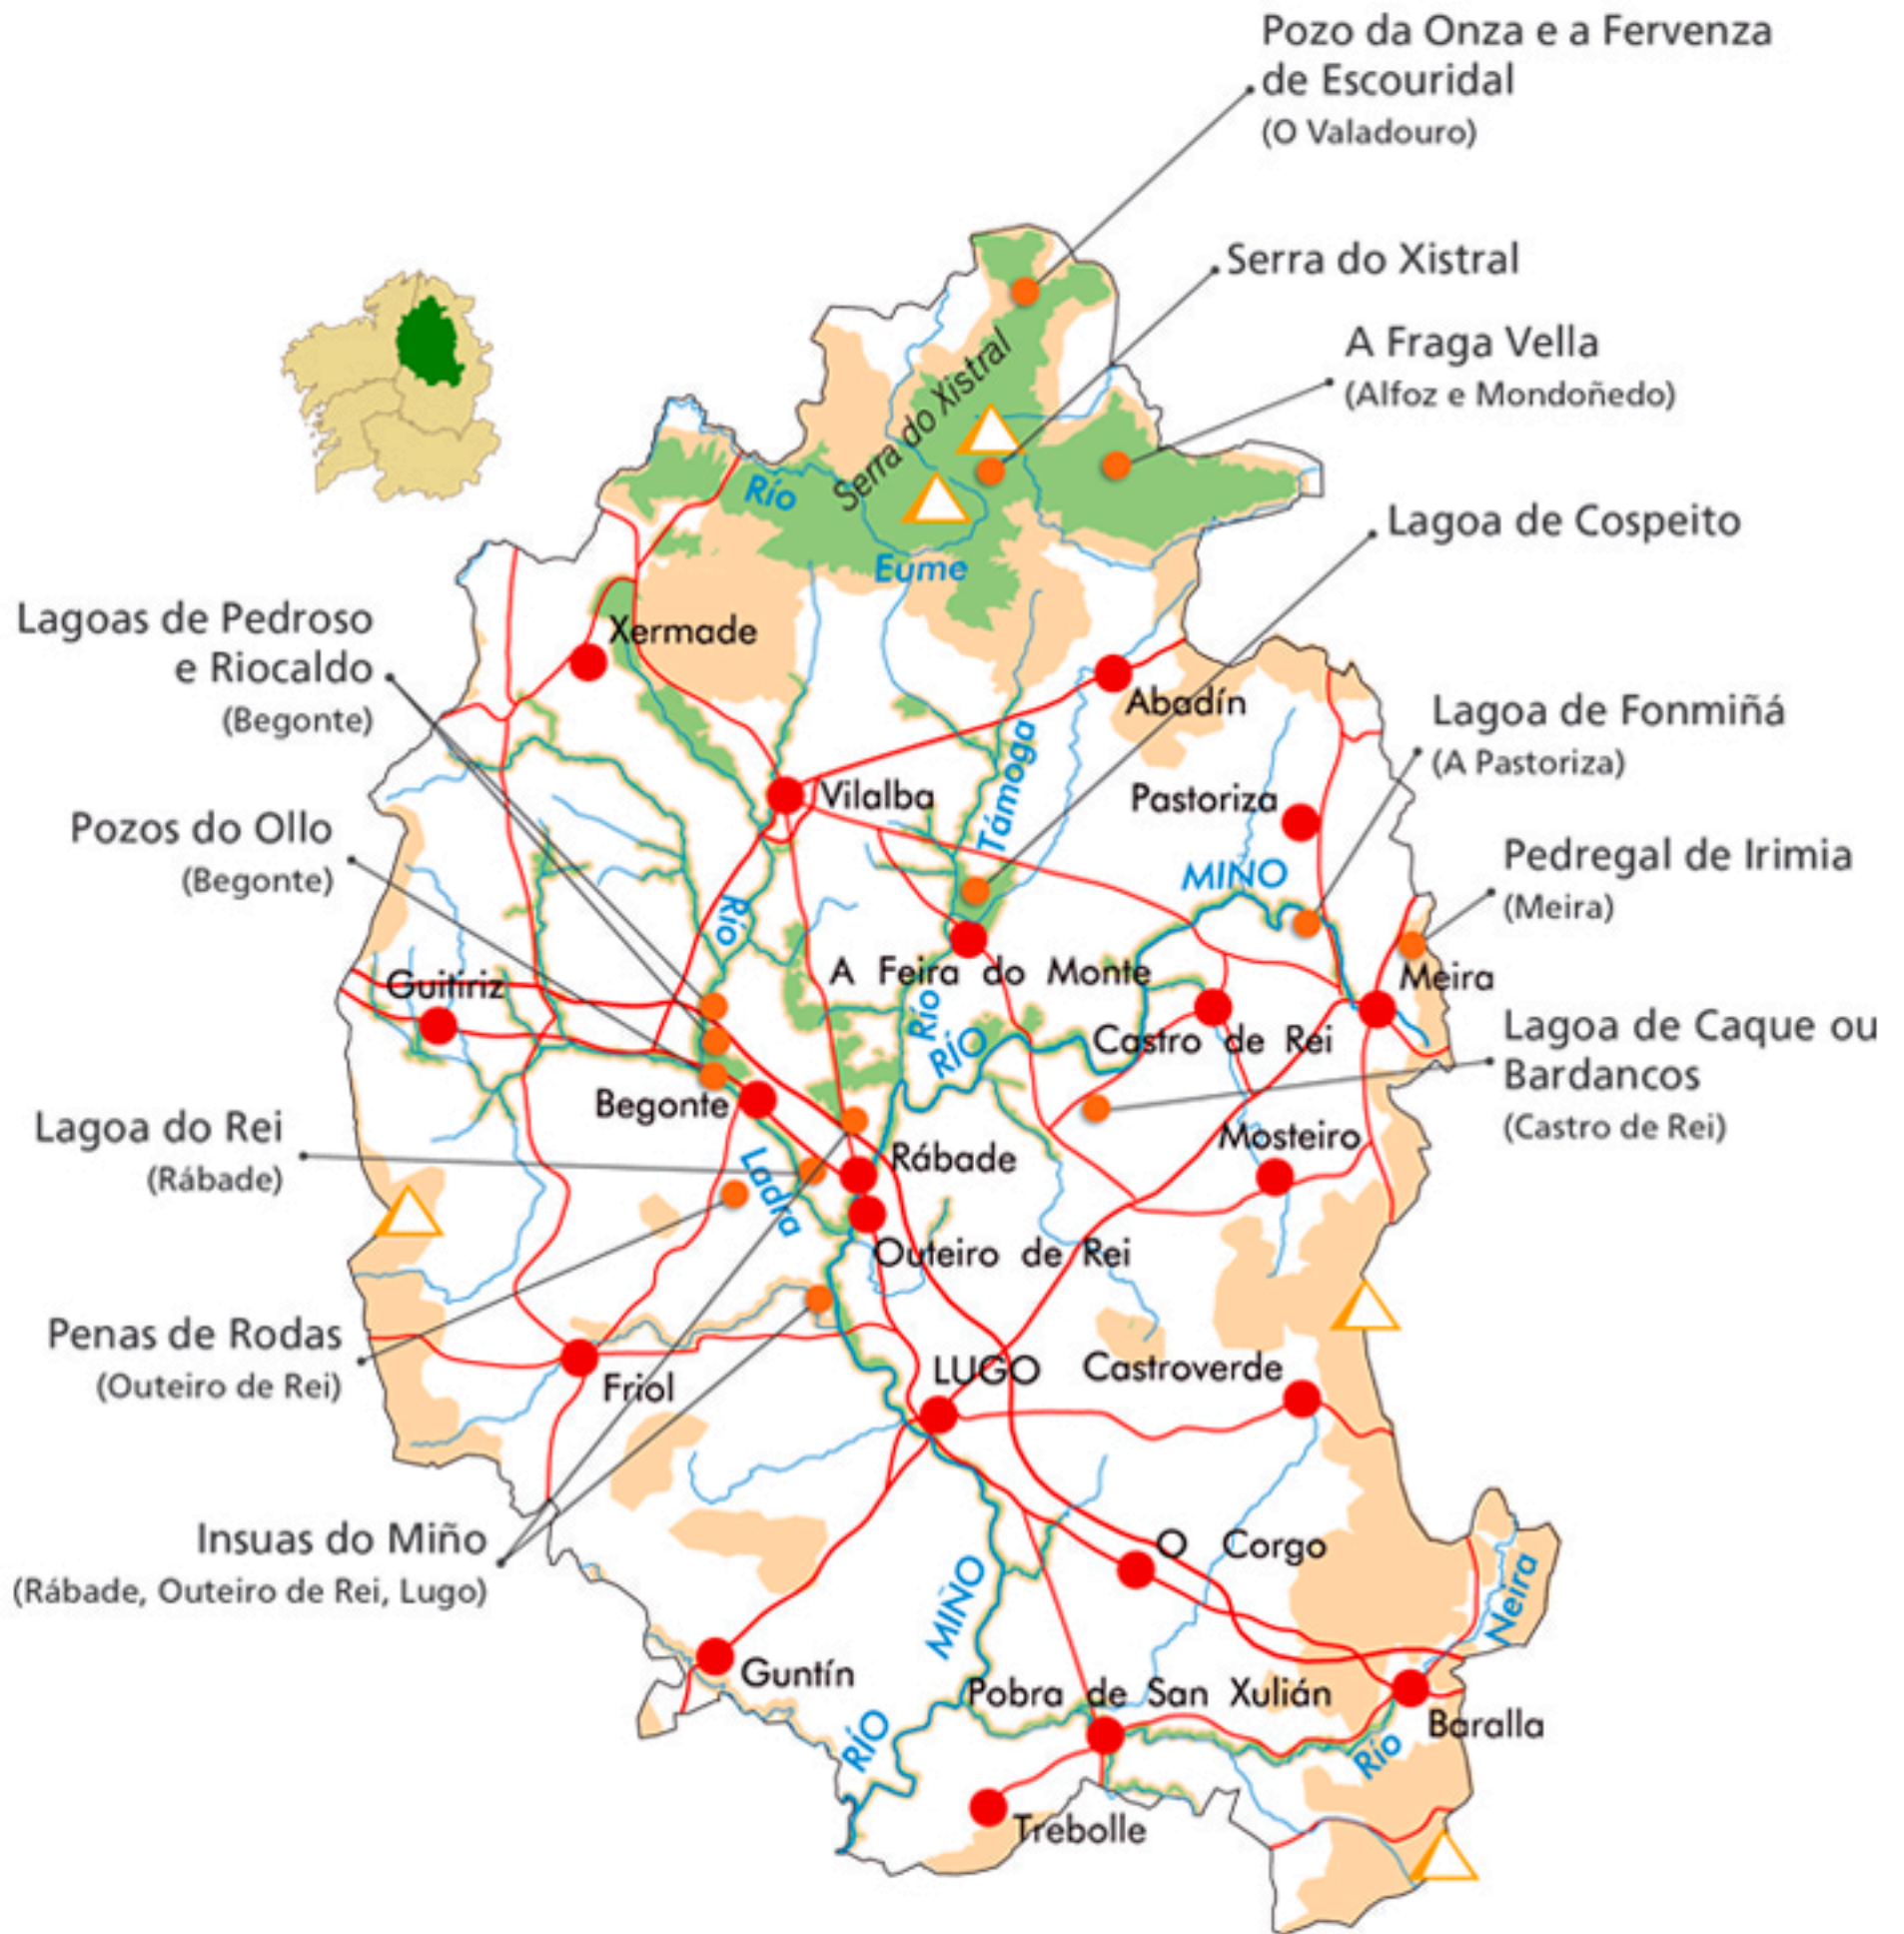 Pozo da Onza e a Fervenza
de Escouridal
(O Valadouro)
Serra do Xistral
A Fraga Vella
(Alfoz e Mondoñedo)
Serra do Xistral
Río
Lagoa de Cospeito
Eume
Lagoas de Pedroso
e Riocaldo
(Begonte)
Xermade
Abadín
Lagoa de Fonmiñá
(A Pastoriza)
Támoga
Vilalba
Pastoriza
Pozos do Ollo
(Begonte)
MIÑO
Pedregal de Irimia
(Meira)
Río
A Feira do Monte
Guitiriz
Meira
Río
RÍO
Castro de Rei
Lagoa de Caque ou
Bardancos
(Castro de Rei)
Begonte
Lagoa do Rei
(Rábade)
Mosteiro
Rábade
Ladra
Outeiro de Rei
Penas de Rodas
(Outeiro de Rei)
LUGO
Castroverde
Friol
Insuas do Miño
(Rábade, Outeiro de Rei, Lugo)
O Corgo
MIÑO
Neira
Guntín
Pobra de San Xulián
RÍO
Baralla
Río
Trebolle